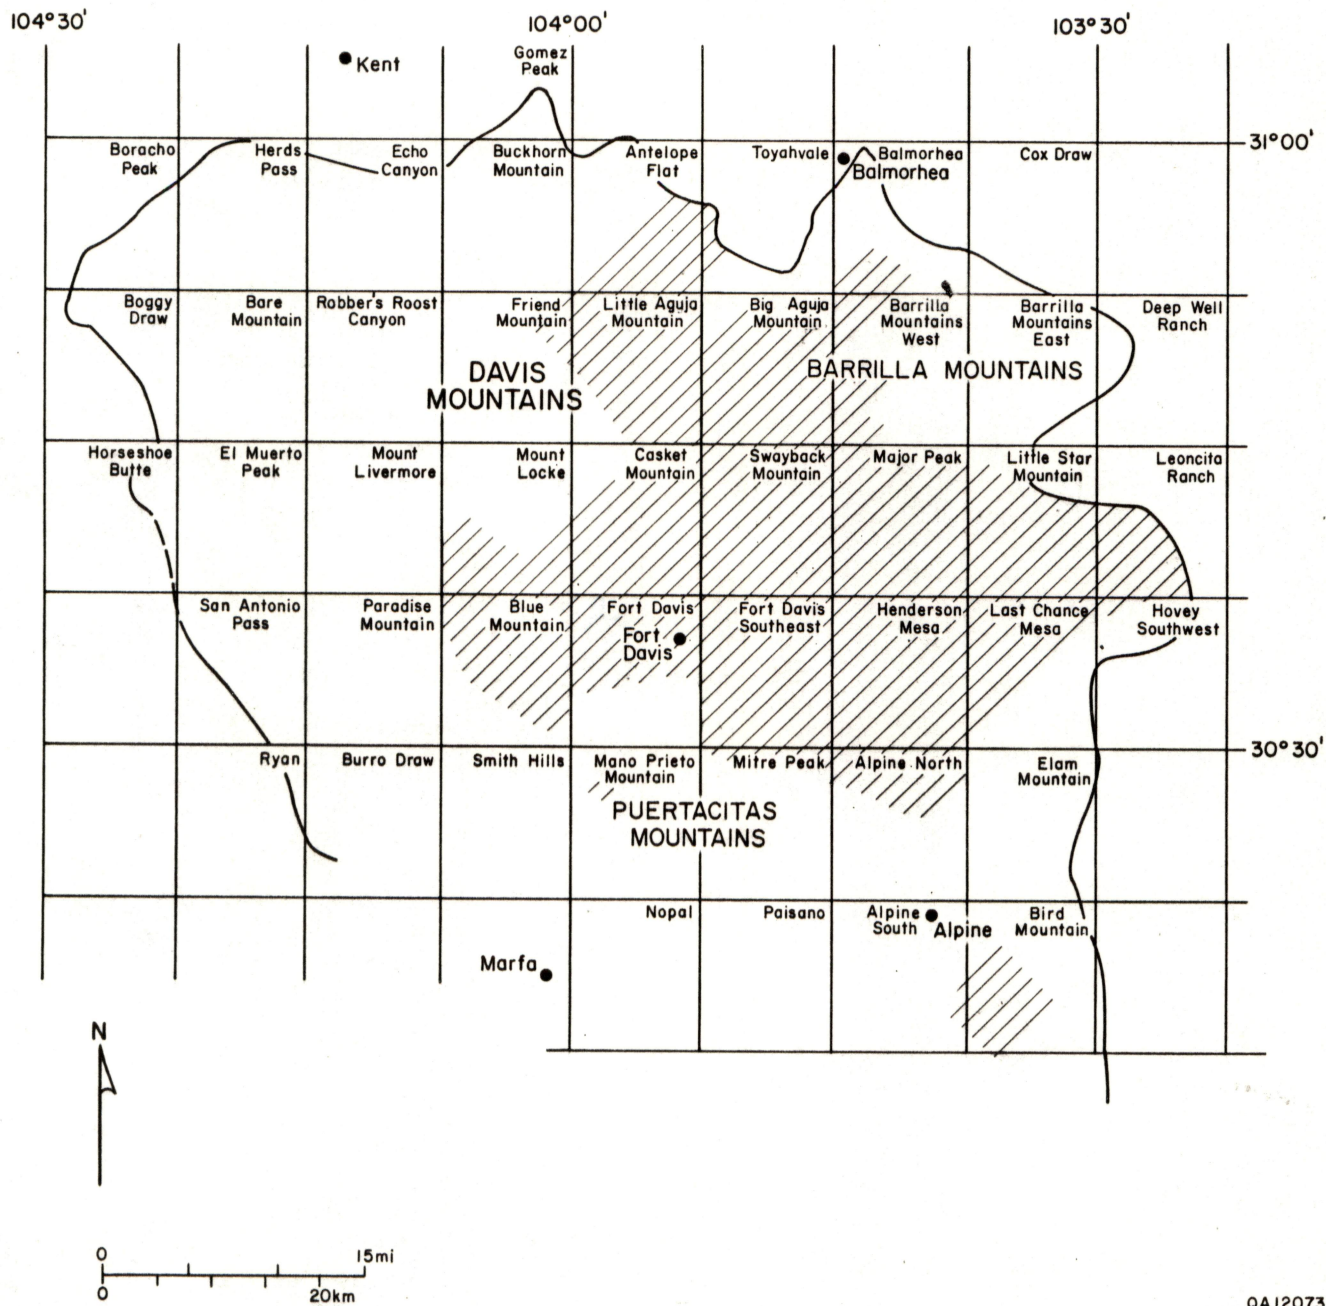 104°30'
104°00'
103°30'
Kent
Gomez
Peak
31°00'
Boracho
Peak
Herds
Pass
Echo
Canyon
Buckhorn
Mountain
Antelope
Flat
Toyahvale
Balmorhea
Balmorhea
Cox Draw
Boggy
Draw
Bare
Mountain
Robber's Roost
Canyon
Friend
Mountain
Little Aguja
Mountain
Big Aguja
Mountain
Barrilla
Mountains
West
Barrilla
Mountains
East
Deep Well
Ranch
DAVIS
MOUNTAINS
BARRILLA MOUNTAINS
Horseshoe
Butte
El Muerto
Peak
Mount
Livermore
Mount
Locke
Casket
Mountain
Swayback
Mountain
Major Peak
Little Star
Mountain
Leoncita
Ranch
San Antonio
Pass
Paradise
Mountain
Blue
Mountain
Fort Davis
Fort
Davis
Fort Davis
Southeast
Henderson
Mesa
Last Chance
Mesa
Hovey
Southwest
30°30'
Ryan
Burro Draw
Smith Hills
Mano Prieto
Mountain
Mitre Peak
Alpine North
Elam
Mountain
PUERTACITAS
MOUNTAINS
Nopal
Paisano
Alpine
South
Alpine
Bird
Mountain
Marfa
N
0 15mi
0 20km
QA12073